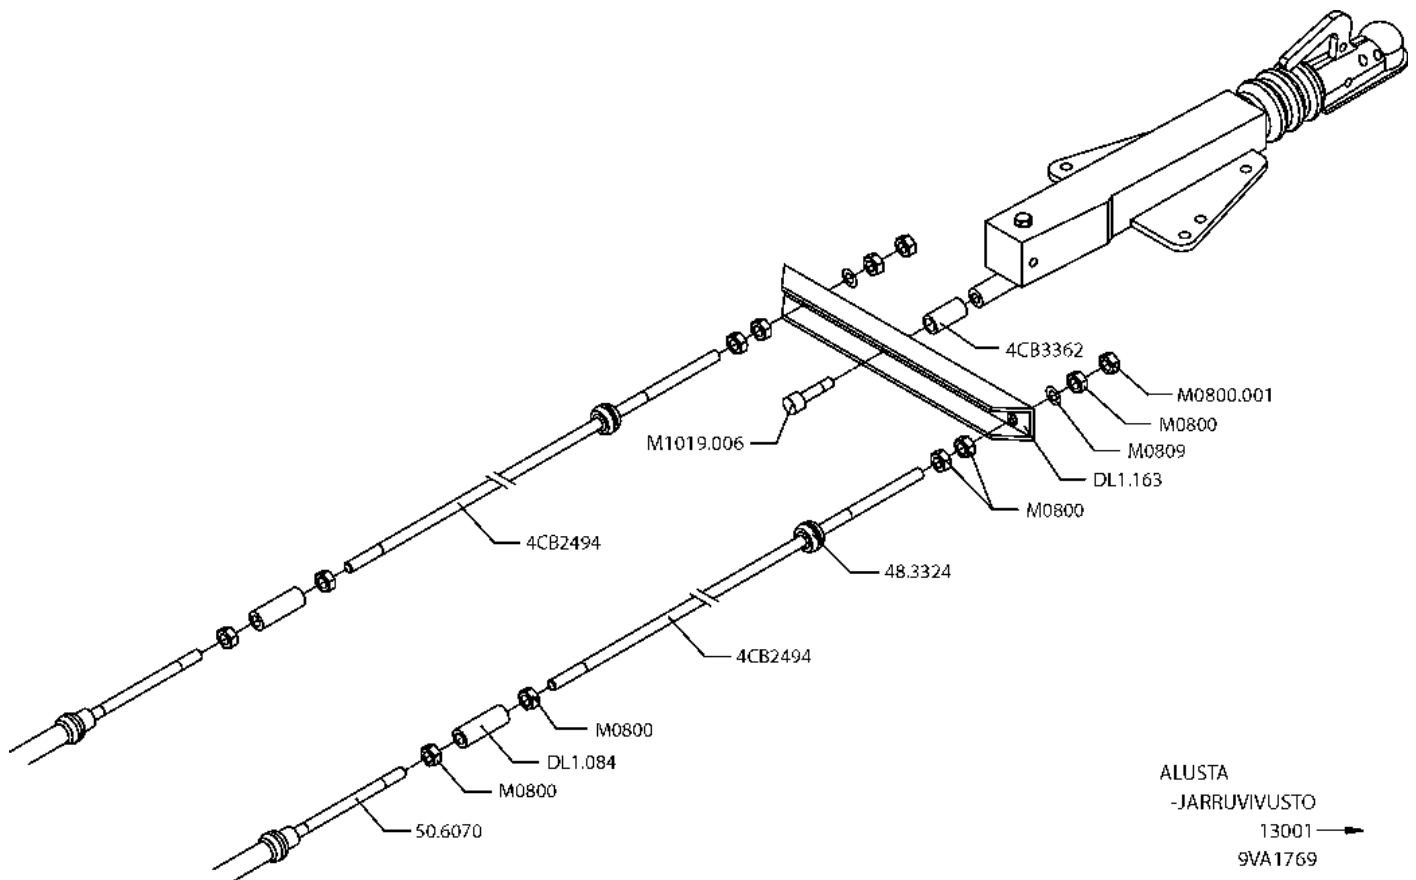 4CB3362
M0800.001
M0800
M1019.006
M0809
DL1.163
M0800
4CB2494
48.3324
4CB2494
M0800
DL1.084
M0800
50.6070
ALUSTA
-JARRUVIVUSTO
13001
9VA1769